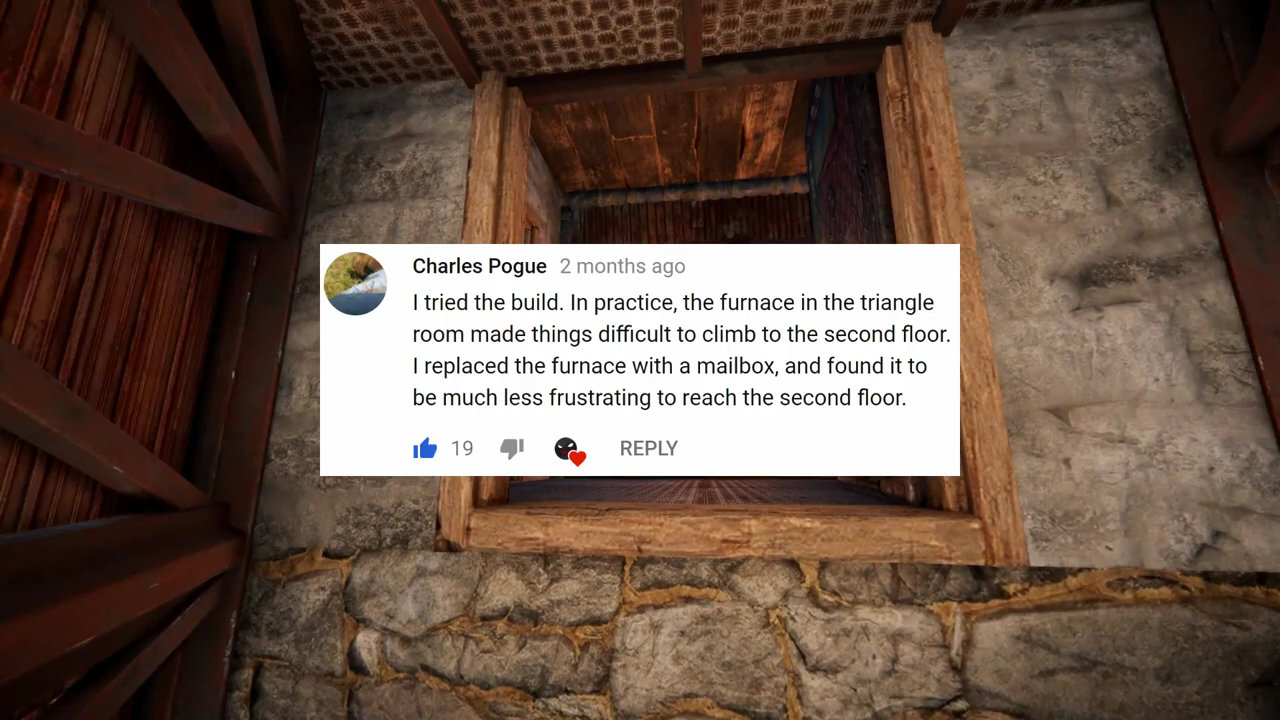 Charles Pogue 2 months ago
I tried the build. In practice, the furnace in the triangle
room made things difficult to climb to the second floor.
I replaced the furnace with a mailbox, and found it to
be much less frustrating to reach the second floor.
19 REPLY